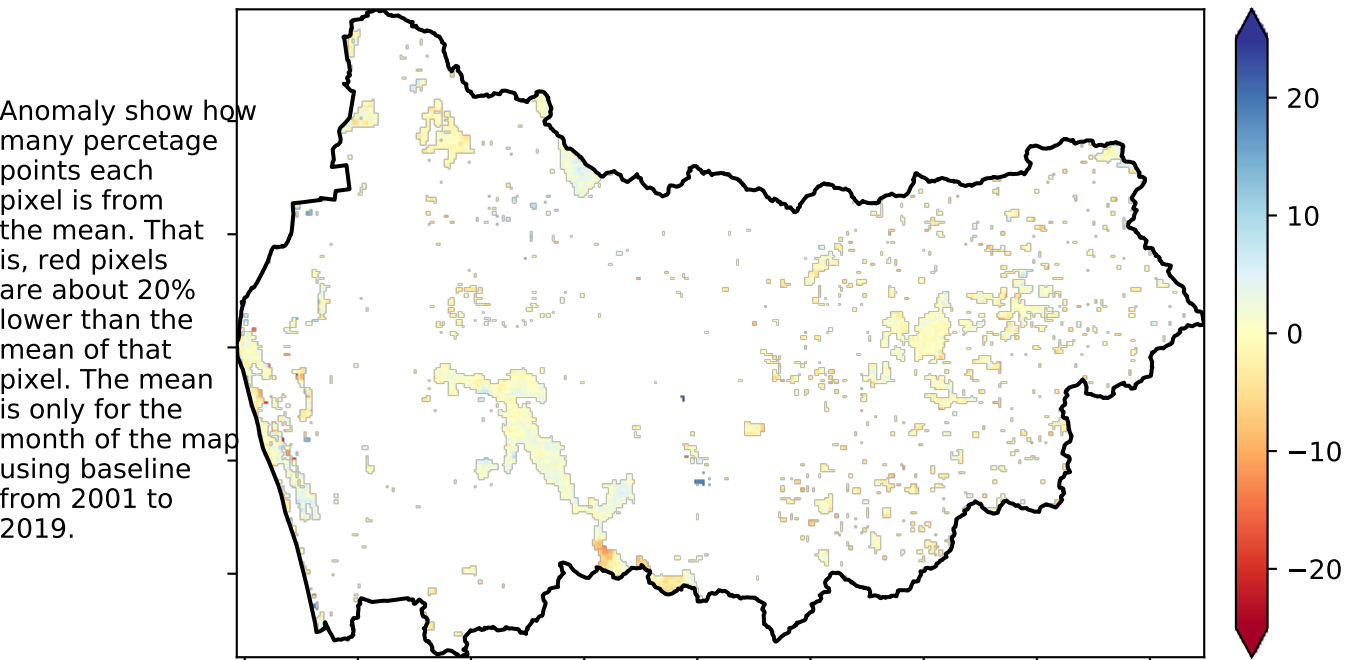 Anomaly show how
many percetage
points each
pixel is from
the mean. That
is, red pixels
are about 20%
lower than the
mean of that
pixel. The mean
is only for the
month of the map
using baseline
from 2001 to
2019.
20
10
0
−10
−20